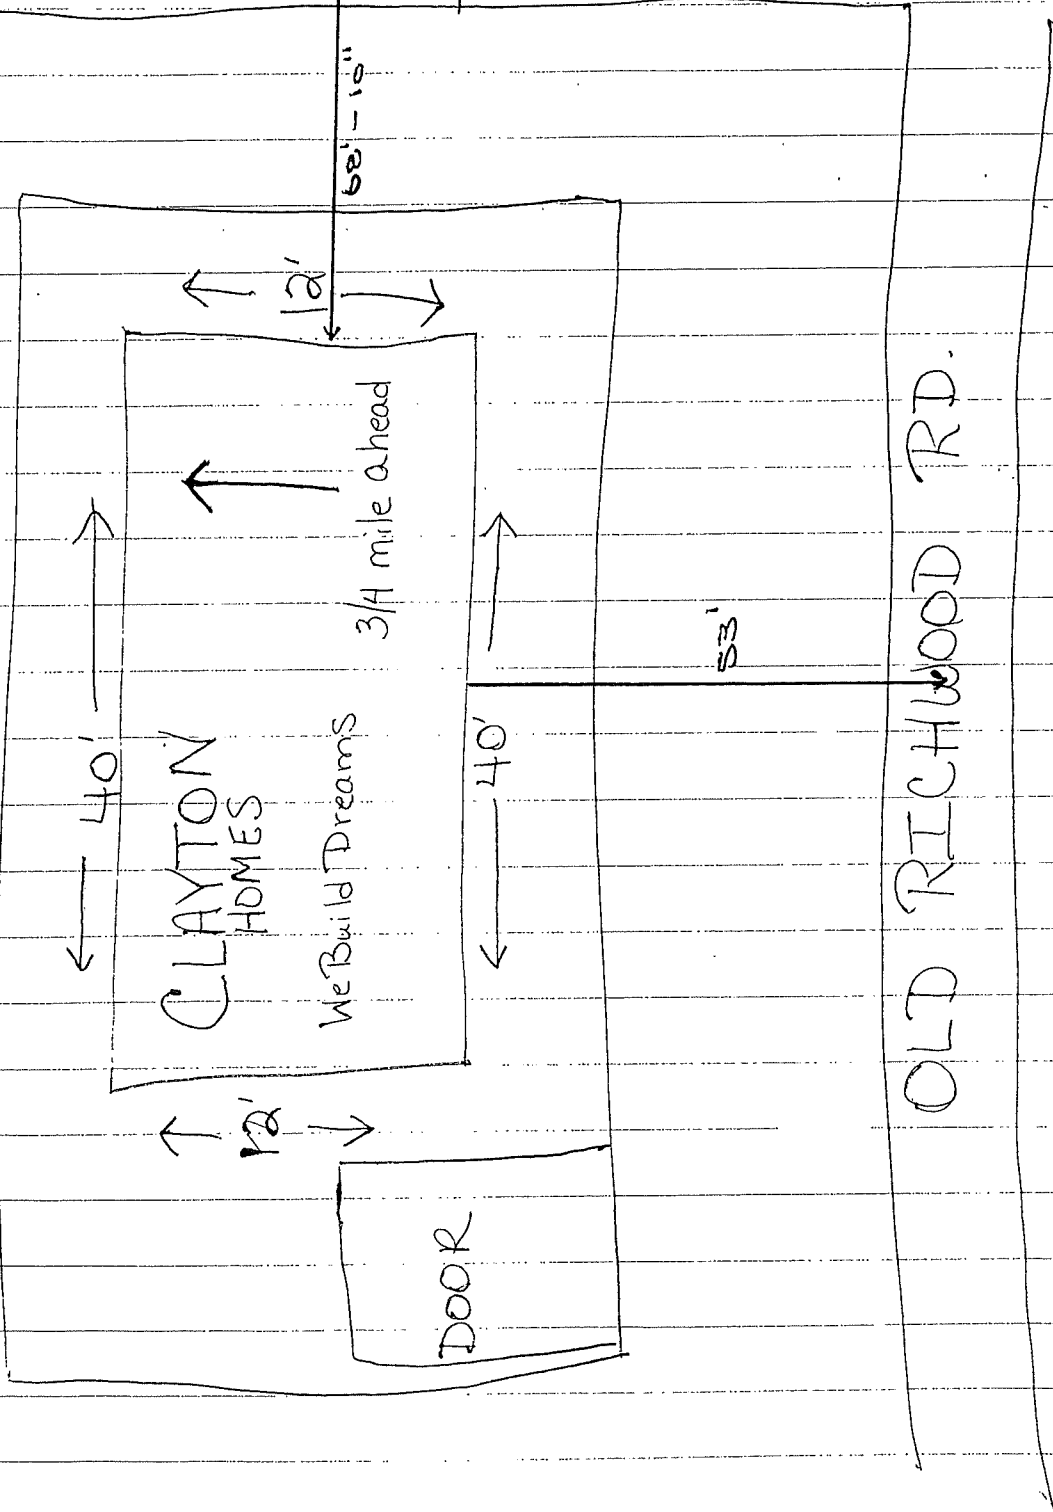 40'
CLAYTON
HOMES
We Build Dreams
3/4 mile ahead
12'
12'
68'-10"
40'
DOOR
53'
OLD RICHWOOD RD.